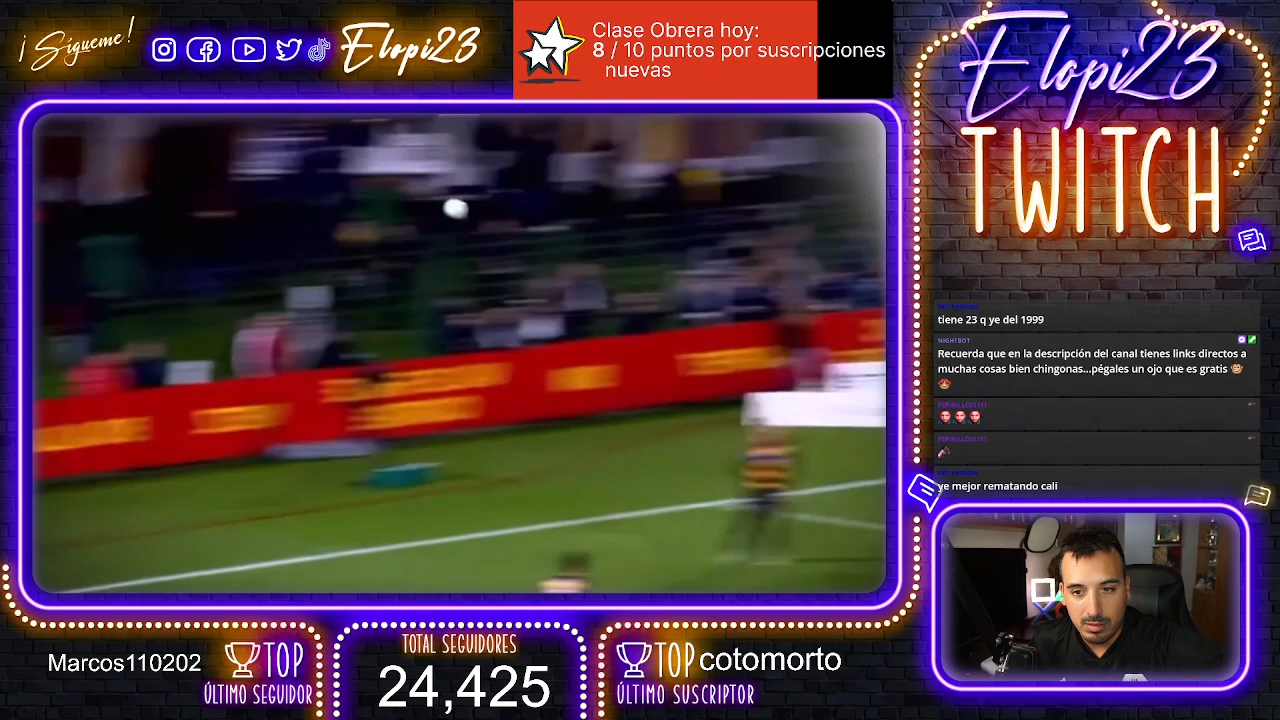 ¡ Sígueme!
Elopi23
Clase Obrera hoy:
8 / 10 puntos por suscripciones
nuevas
Elopi23
TWITCH
tiene 23 q ye del 1999
NIGHTBOT
Recuerda que en la descripción del canal tienes links directos a
muchas cosas bien chingonas...pégales un ojo que es gratis
ye mejor rematando cali
Marcos110202
TOP
ÚLTIMO SEGUIDOR
TOTAL SEGUIDORES
24,425
TOP
cotomorto
ÚLTIMO SUSCRIPTOR